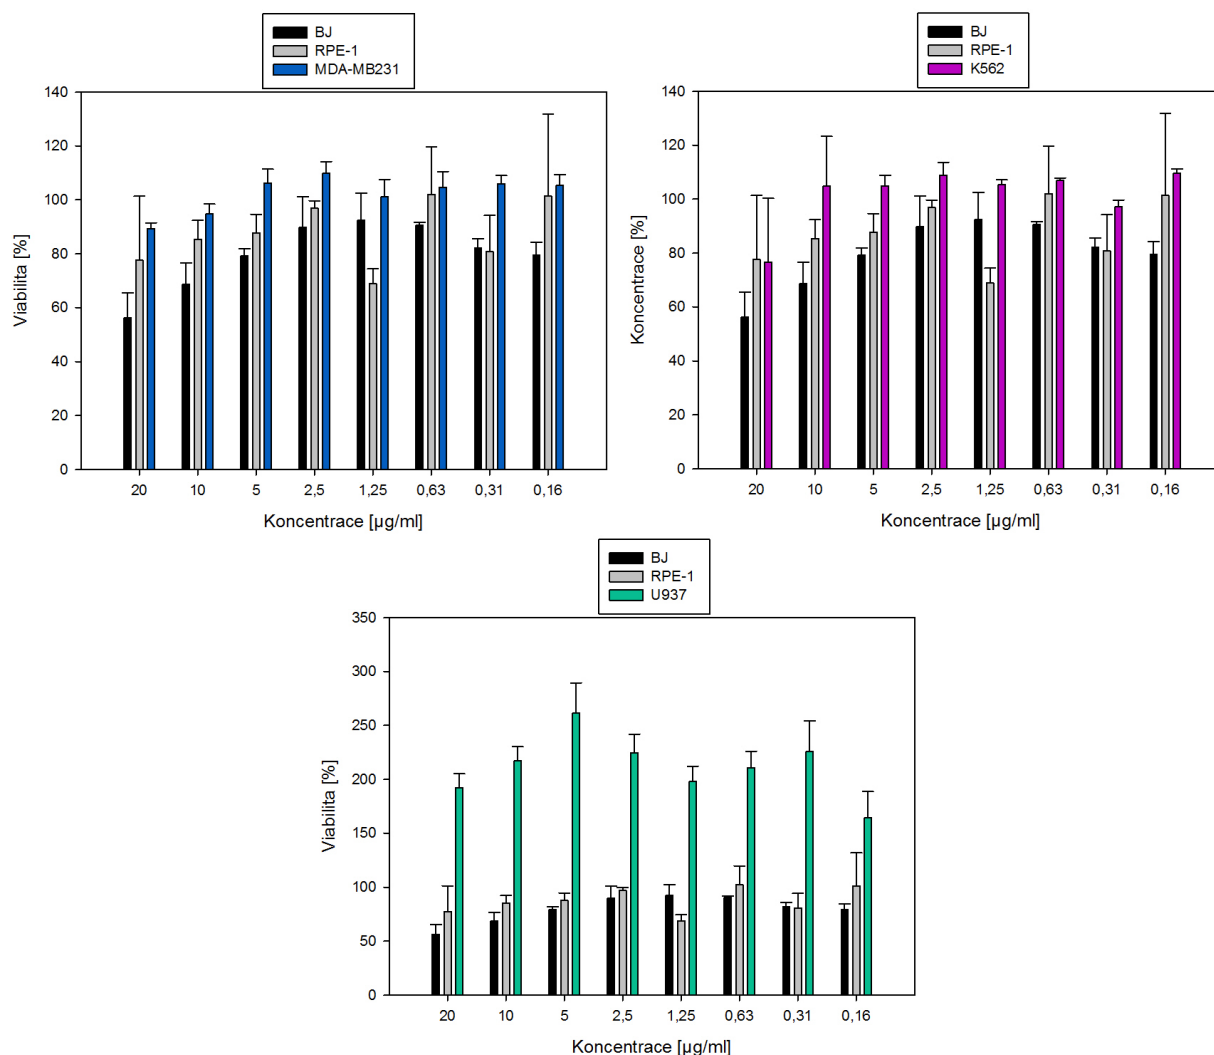 BJ
RPE-1
MDA-MB231
140
120
100
80
60
40
20
0
Viabilita [%]
20 10 5 2,5 1,25 0,63 0,31 0,16
Koncentrace [µg/ml]
BJ
RPE-1
K562
140
120
100
80
60
40
20
0
Koncentrace [%]
20 10 5 2,5 1,25 0,63 0,31 0,16
Koncentrace [µg/ml]
BJ
RPE-1
U937
350
300
250
200
150
100
50
0
Viabilita [%]
20 10 5 2,5 1,25 0,63 0,31 0,16
Koncentrace [µg/ml]